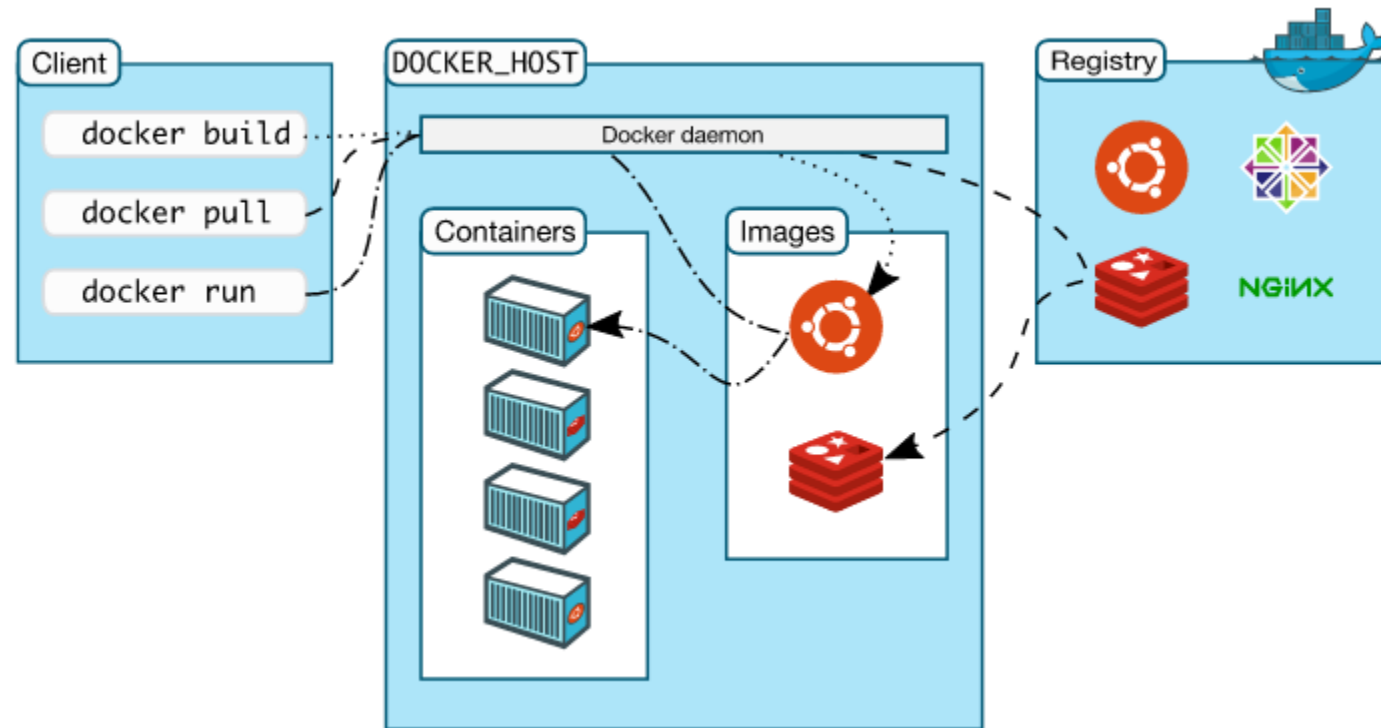 Client
docker build
docker pull
docker run
DOCKER_HOST
Docker daemon
Containers
Images
Registry
NGiNX